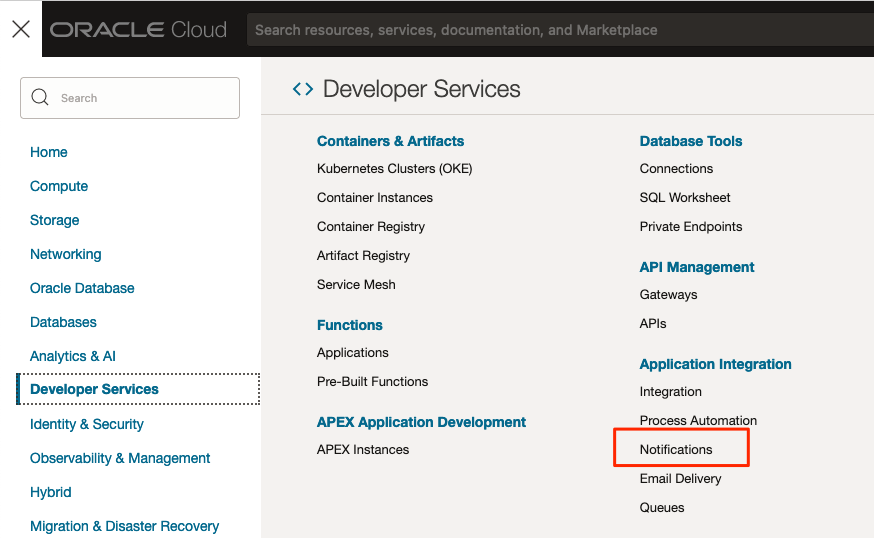 ORACLE Cloud
Search resources, services, documentation, and Marketplace
Search
Home
Compute
Storage
Networking
Oracle Database
Databases
Analytics & AI
Developer Services
Identity & Security
Observability & Management
Hybrid
Migration & Disaster Recovery
Developer Services
Containers & Artifacts
Kubernetes Clusters (OKE)
Container Instances
Container Registry
Artifact Registry
Service Mesh
Functions
Applications
Pre-Built Functions
APEX Application Development
APEX Instances
Database Tools
Connections
SQL Worksheet
Private Endpoints
API Management
Gateways
APIs
Application Integration
Integration
Process Automation
Notifications
Email Delivery
Queues